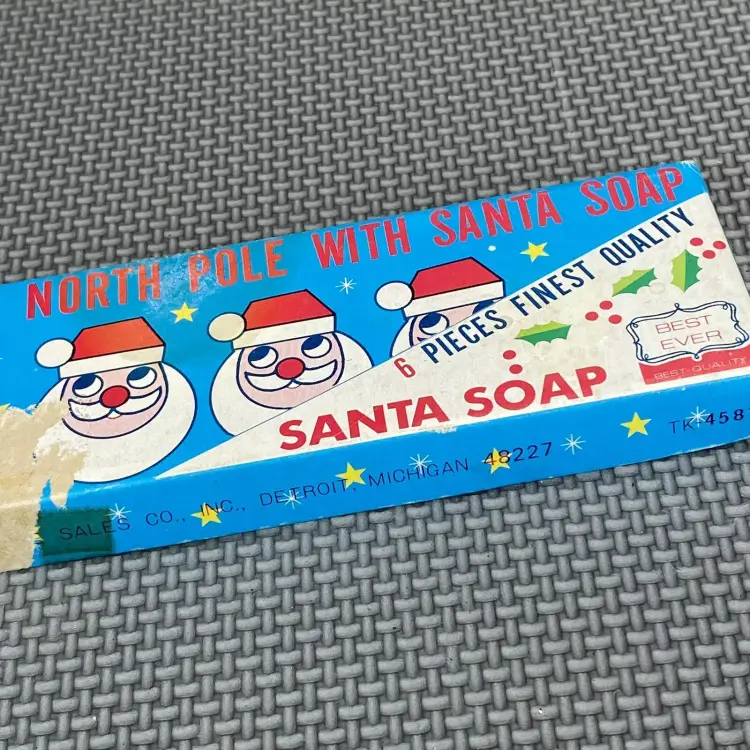 NORTH POLE WITH SANTA SOAP
6 PIECES FINEST QUALITY
SANTA SOAP
BEST
EVER
BEST-QUALITY
SALES CO., INC., DETROIT, MICHIGAN 48227
TK 458